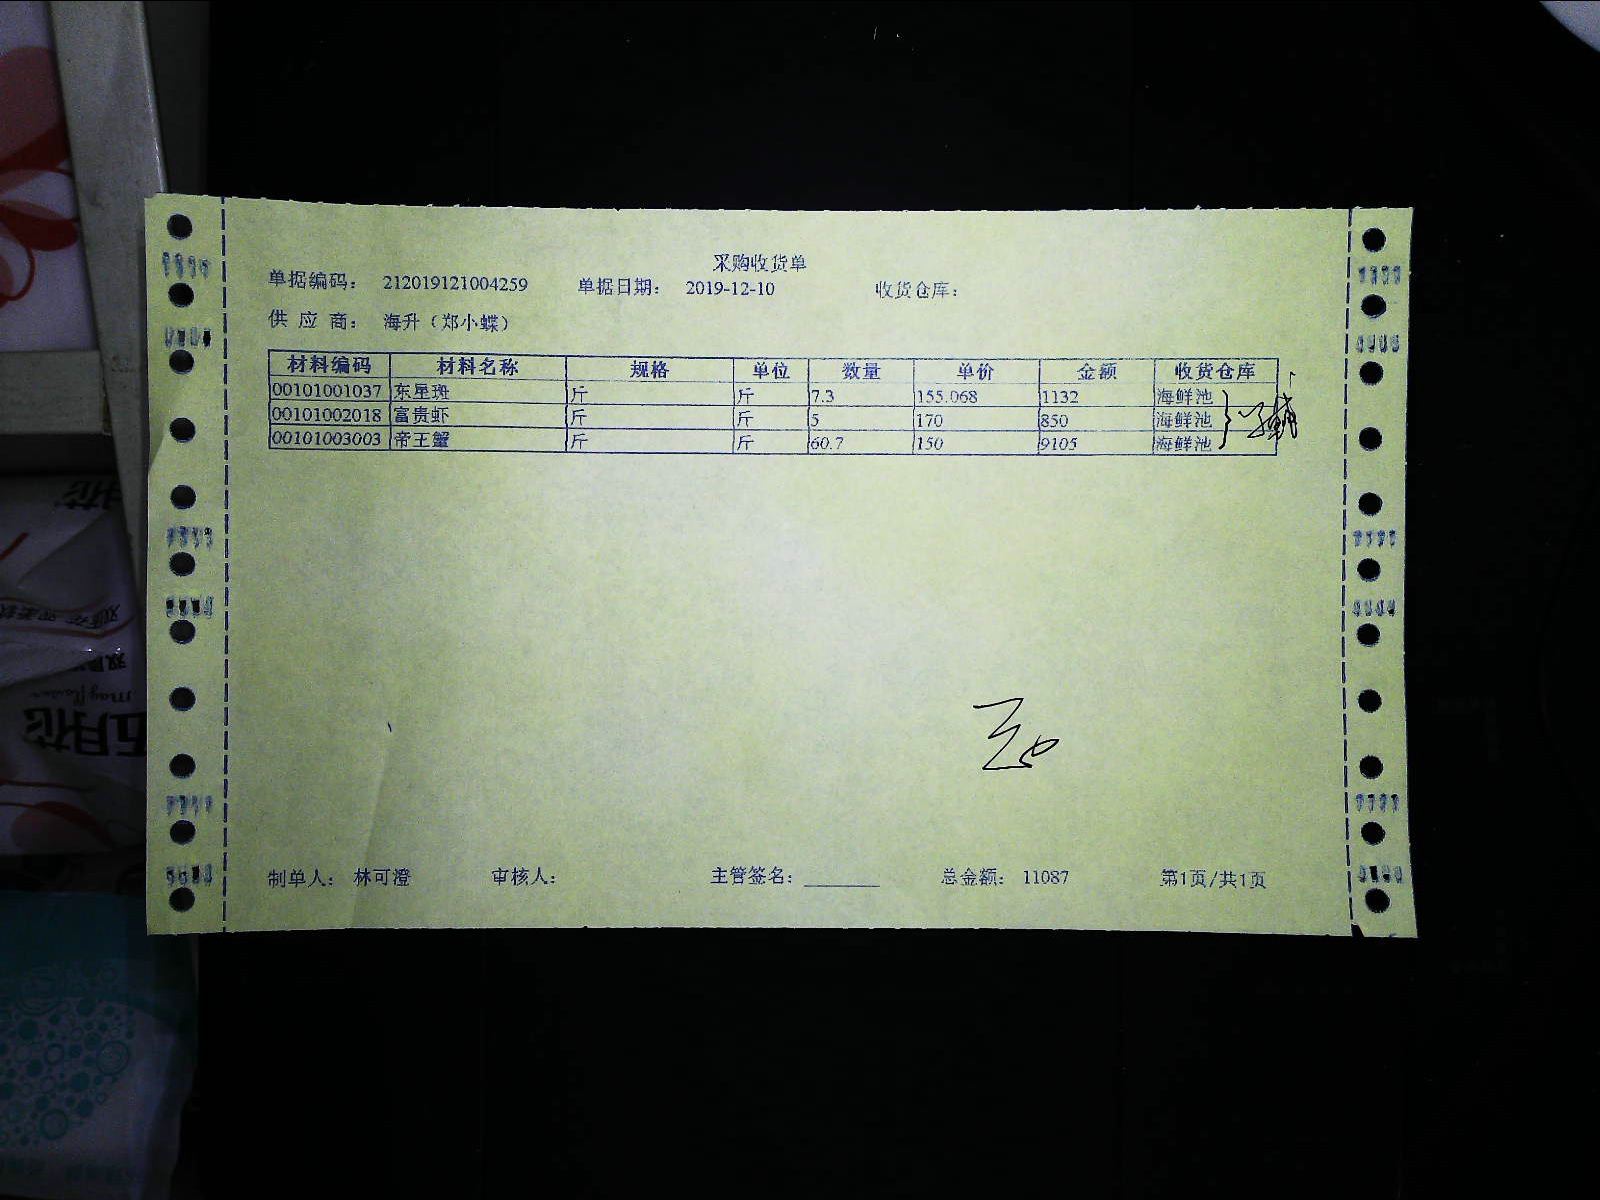 采购收货单
单据编码： 212019121004259 单据日期： 2019-12-10 收货仓库：
供应商： 海升（郑小蝶）
材料编码 材料名称 规格 单位 数量 单价 金额 收货仓库
00101001037 东星斑 斤 斤 7.3 155.068 1132 海鲜池
00101002018 富贵虾 斤 斤 5 170 850 海鲜池
00101003003 帝王蟹 斤 斤 60.7 150 9105 海鲜池
制单人： 林可澄 审核人： 主管签名： 总金额： 11087 第1页/共1页
五月花